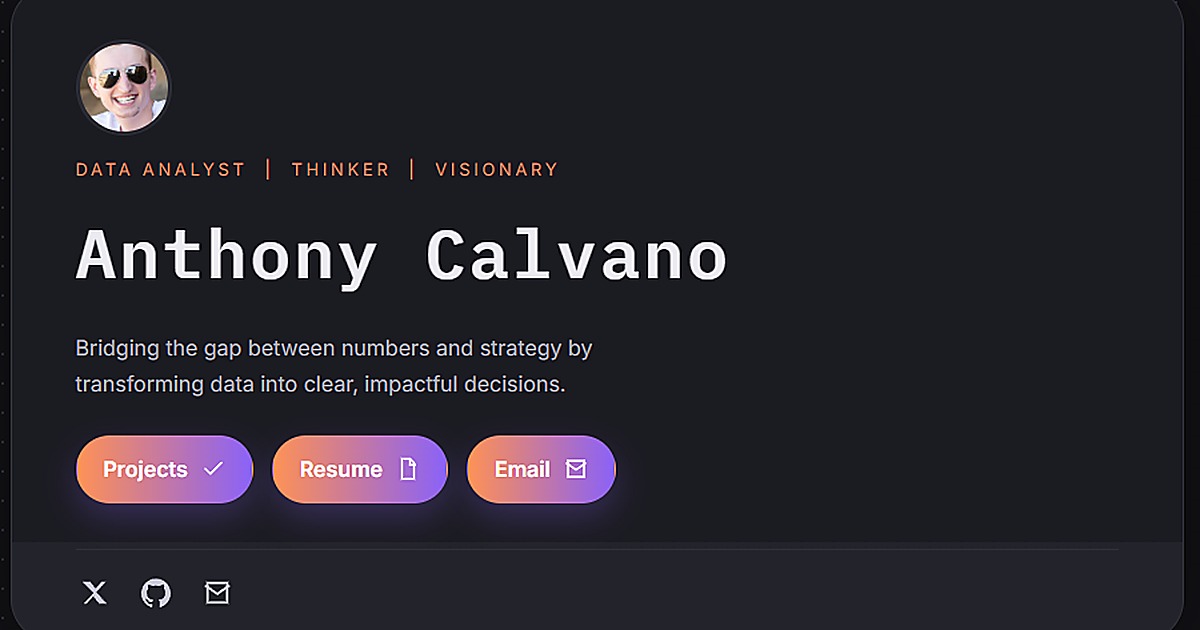 DATA ANALYST | THINKER | VISIONARY
Anthony Calvano
Bridging the gap between numbers and strategy by
transforming data into clear, impactful decisions.
Projects Resume Email